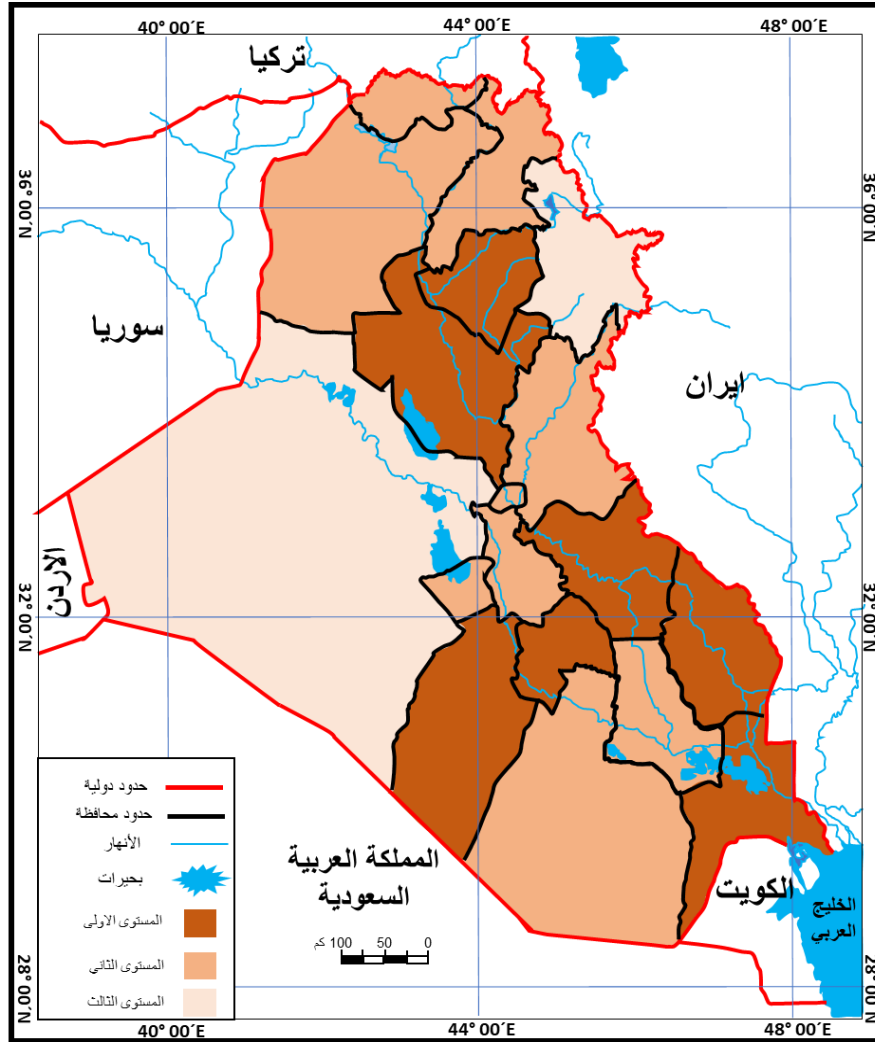 40° 00´.E
44° 00´.E
48° 00´.E
تركيا
36° 00´.N
36° 00´.N
سوريا
ايران
الاردن
32° 00´.N
32° 00´.N
حدود دولية
حدود محافظة
الأنهار
بحيرات
المستوى الاولى
المستوى الثاني
المستوى الثالث
المملكة العربية
السعودية
الكويت
الخليج
العربي
100 50 0 كم
28° 00´.N
28° 00´.N
40° 00´.E
44° 00´.E
48° 00´.E